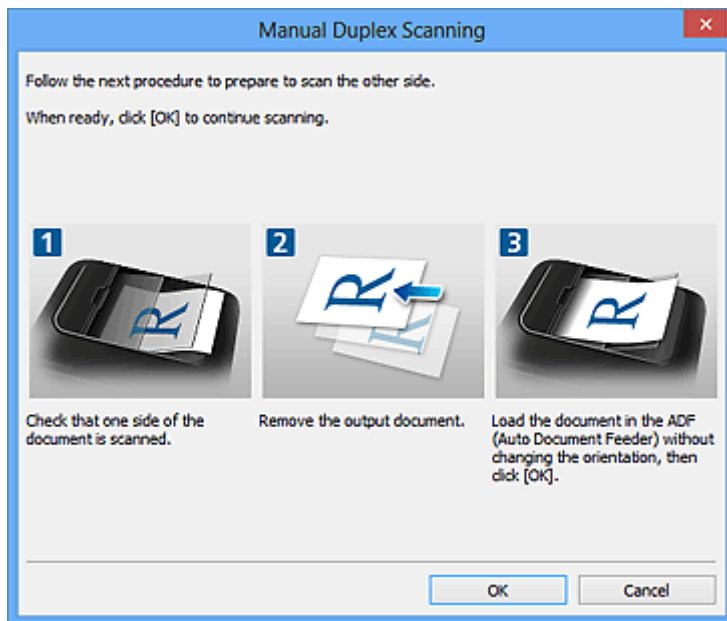 Manual Duplex Scanning
x
Follow the next procedure to prepare to scan the other side.
When ready, click [OK] to continue scanning.
1
R
2
R
R
3
R
Check that one side of the
document is scanned.
Remove the output document.
Load the document in the ADF
(Auto Document Feeder) without
changing the orientation, then
click [OK].
OK
Cancel